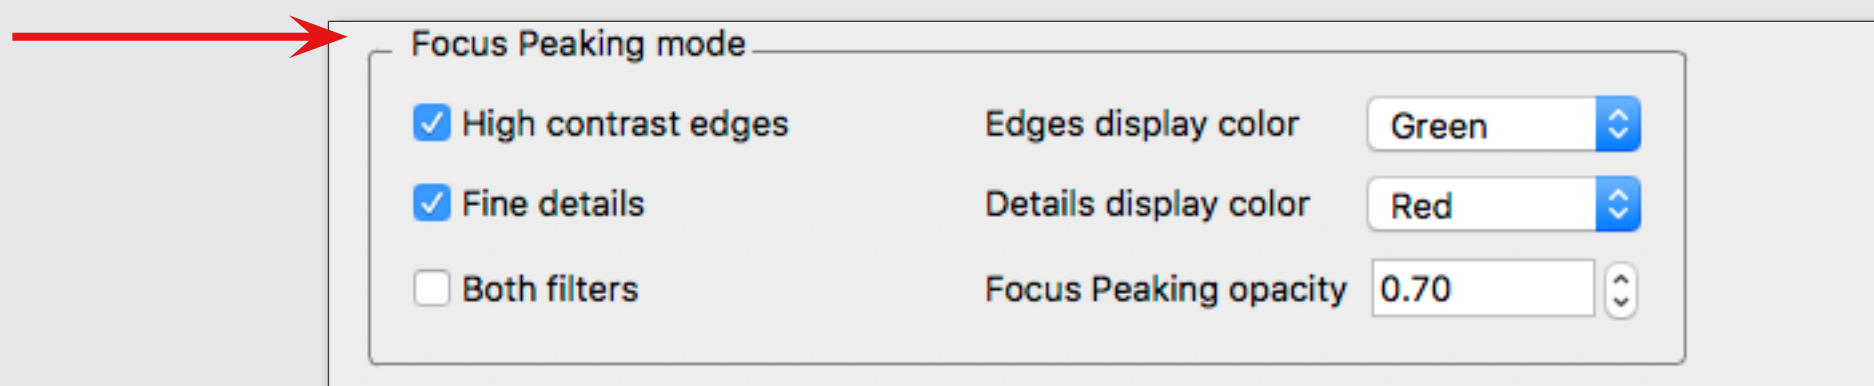 Focus Peaking mode
High contrast edges Edges display color Green
Fine details Details display color Red
Both filters Focus Peaking opacity 0.70